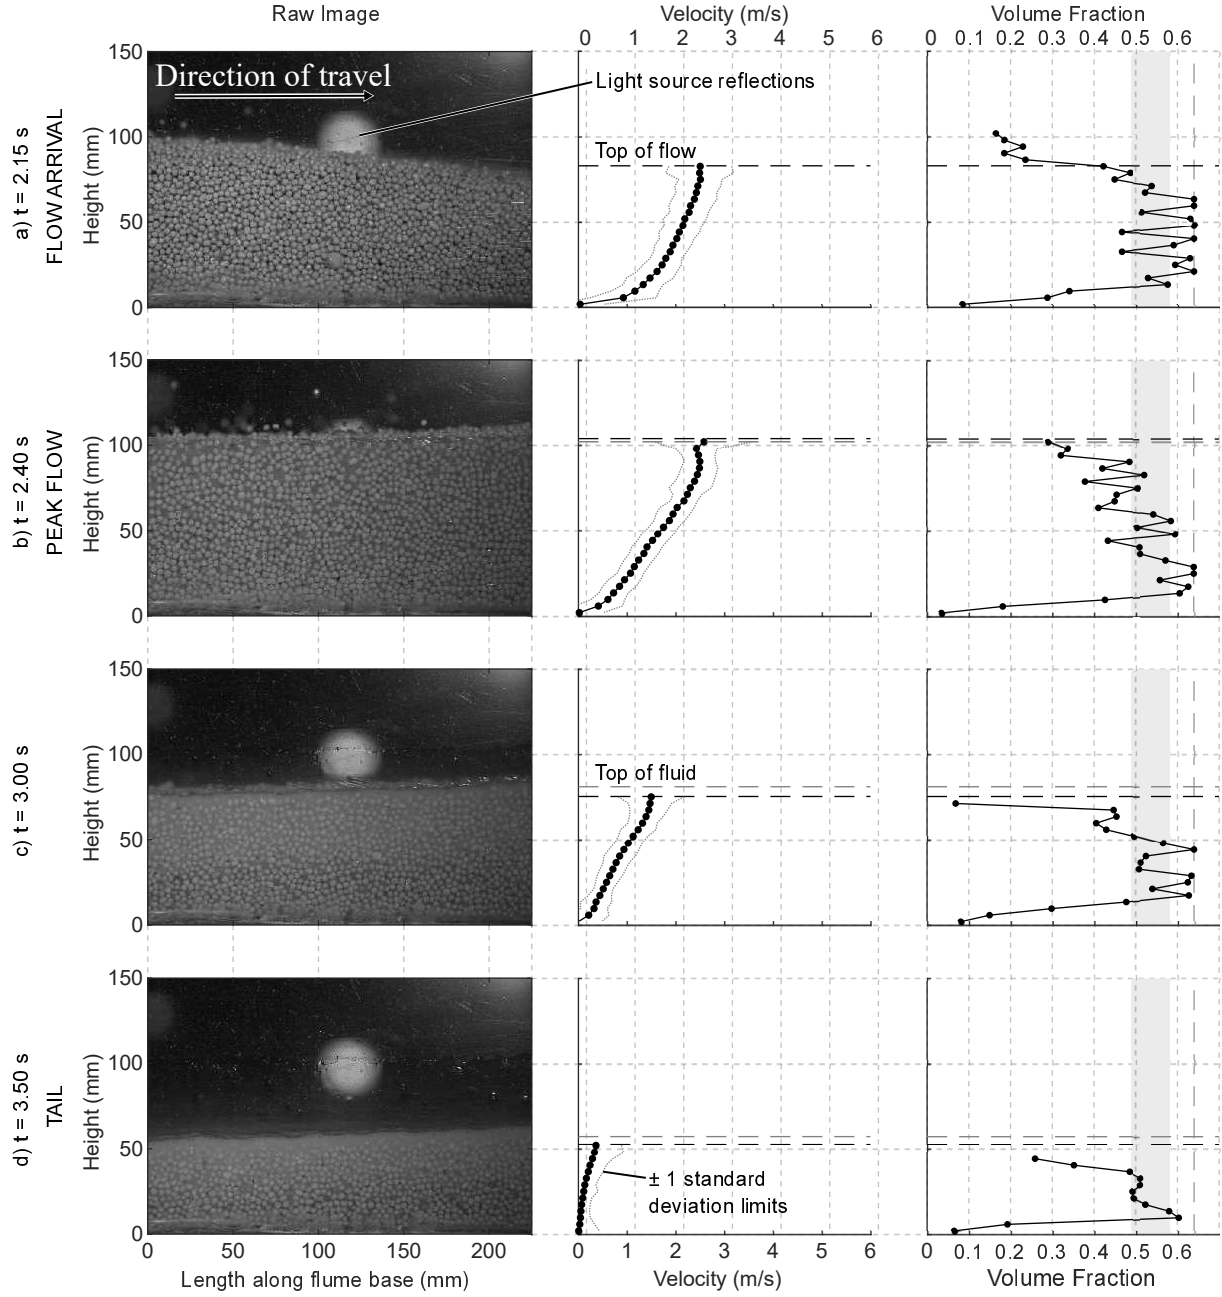 Raw Image
Velocity (m/s)
Volume Fraction
0 1 2 3 4 5 6
0 0.1 0.2 0.3 0.4 0.5 0.6
a) t = 2.15 s
FLOW ARRIVAL
Height (mm)
150
100
50
0
Direction of travel
Light source reflections
Top of flow
b) t = 2.40 s
PEAK FLOW
Height (mm)
150
100
50
0
c) t = 3.00 s
Height (mm)
150
100
50
0
Top of fluid
d) t = 3.50 s
TAIL
Height (mm)
150
100
50
0
± 1 standard
deviation limits
0 50 100 150 200
0 1 2 3 4 5 6
0 0.1 0.2 0.3 0.4 0.5 0.6
Length along flume base (mm)
Velocity (m/s)
Volume Fraction